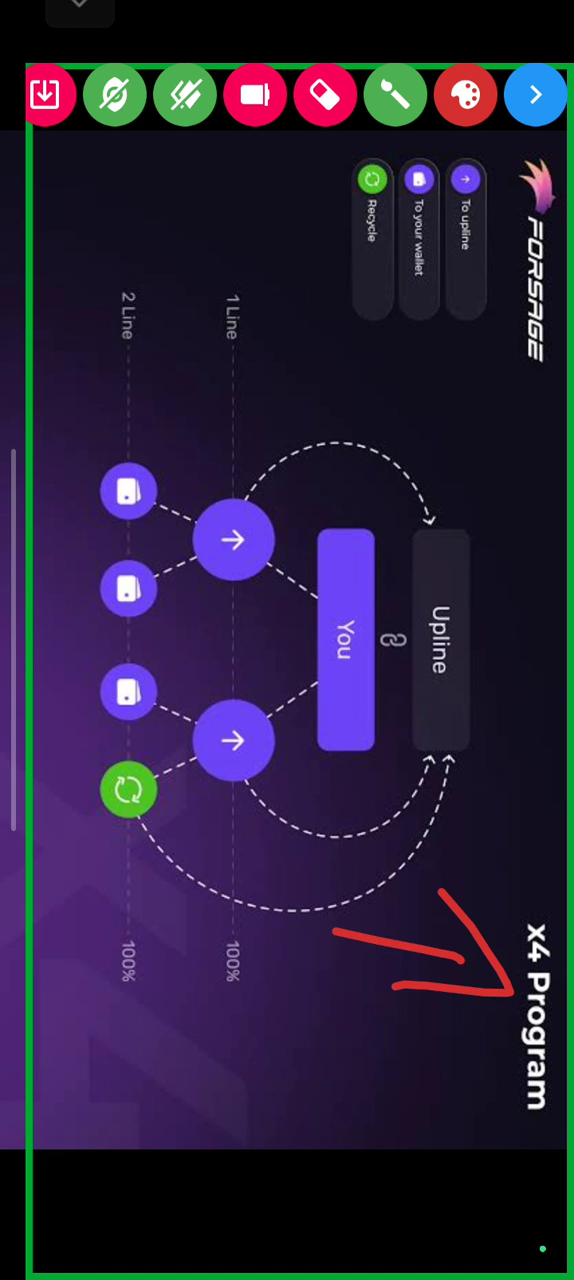 FORSAGE
x4 Program
To upline
To your wallet
Recycle
Upline
You
1 Line
100%
2 Line
100%